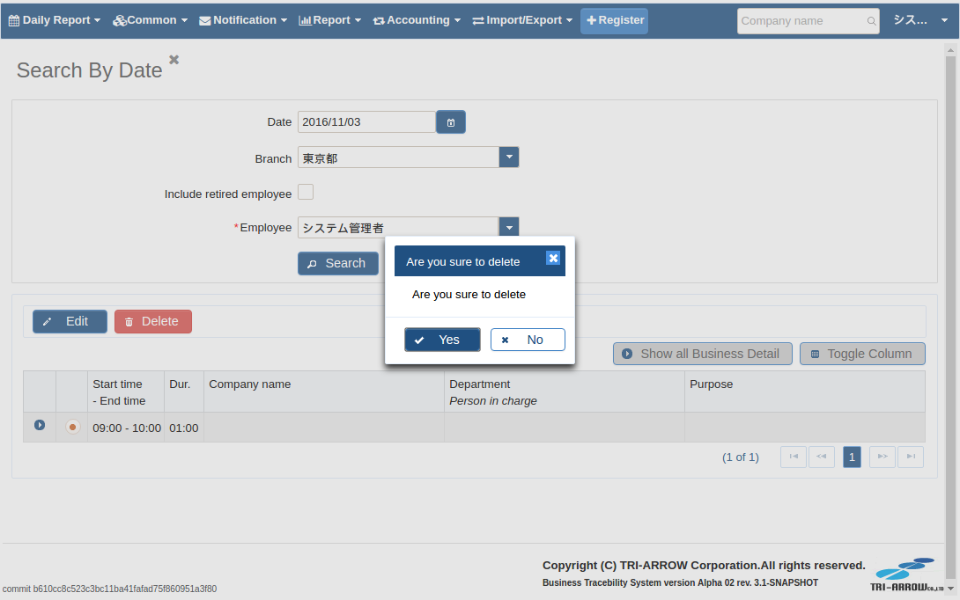 Daily Report Common Notification Report Accounting Import/Export Register Company name シス...
Search By Date
Date 2016/11/03
Branch 東京都
Include retired employee
*Employee システム管理者
Search
Are you sure to delete
Are you sure to delete
Yes No
Edit Delete
Show all Business Detail Toggle Column
Start time Dur. Company name Department Purpose
- End time Person in charge
09:00 - 10:00 01:00
(1 of 1) 1
Copyright (C) TRI-ARROW Corporation.All rights reserved.
Business Tracebility System version Alpha 02 rev. 3.1-SNAPSHOT
TRI-ARROW CO.,LTD
commit b610cc8c523c3bc11ba41fafad75f860951a3f80